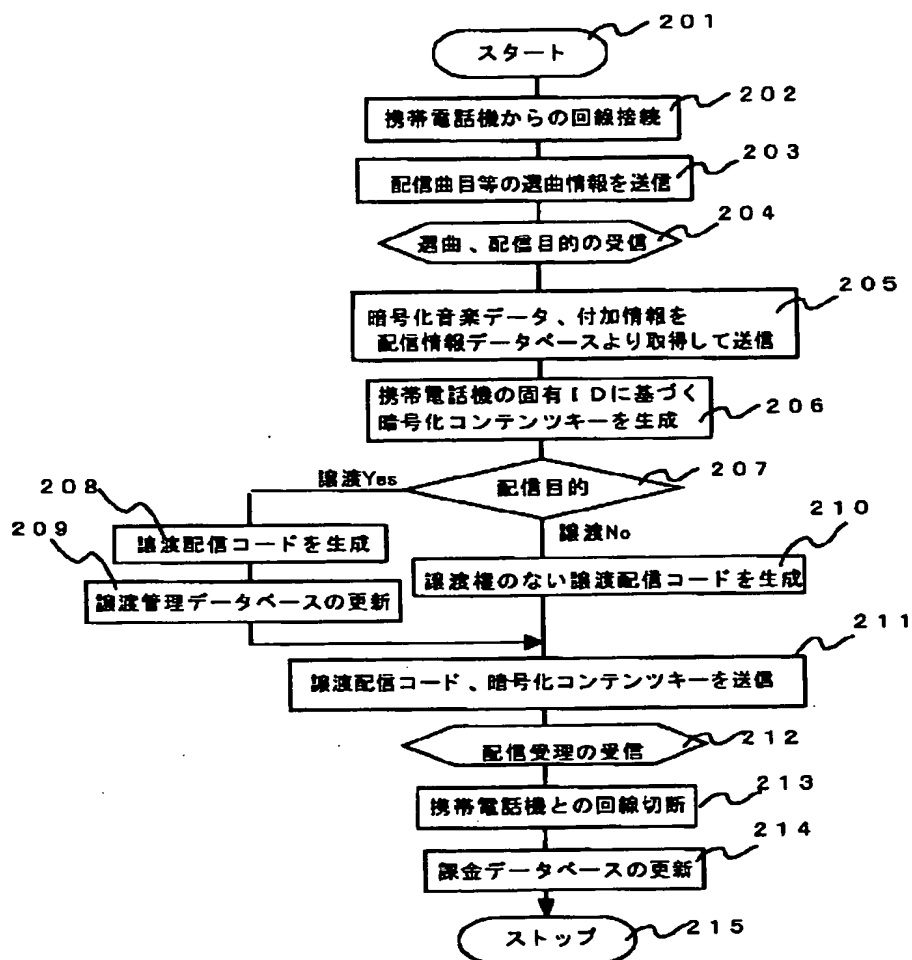 201
スタート
202
携帯電話機からの回線接続
203
配信曲目等の選曲情報を送信
204
選曲、配信目的の受信
205
暗号化音楽データ、付加情報を
配信情報データベースより取得して送信
携帯電話機の固有IDに基づく
暗号化コンテンツキーを生成
206
207
譲渡Yes
配信目的
208
譲渡No
209
譲渡配信コードを生成
210
譲渡管理データベースの更新
譲渡権のない譲渡配信コードを生成
211
譲渡配信コード、暗号化コンテンツキーを送信
配信受理の受信
212
携帯電話機との回線切断
213
214
課金データベースの更新
ストップ
215